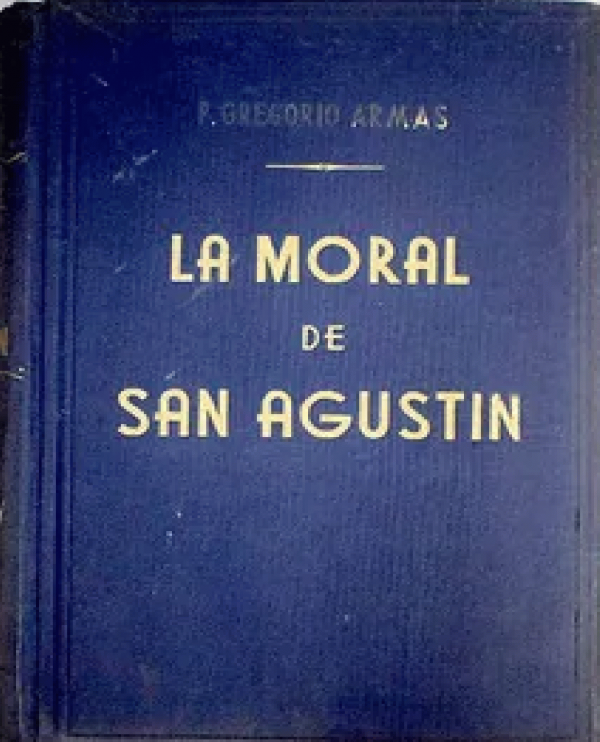 P. GREGORIO ARMAS
LA MORAL
DE
SAN AGUSTIN